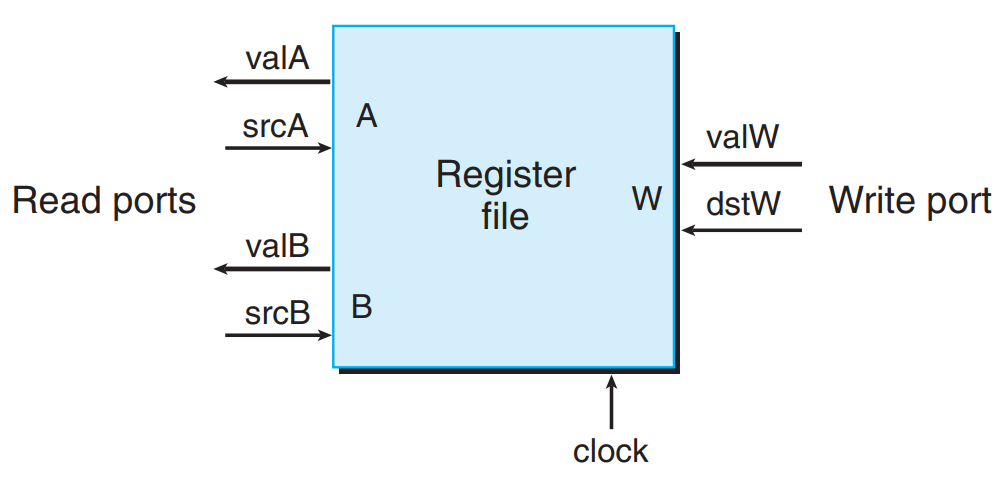 valA
srcA
A
Read ports
valB
srcB
B
Register
file
W
valW
dstW
Write port
clock